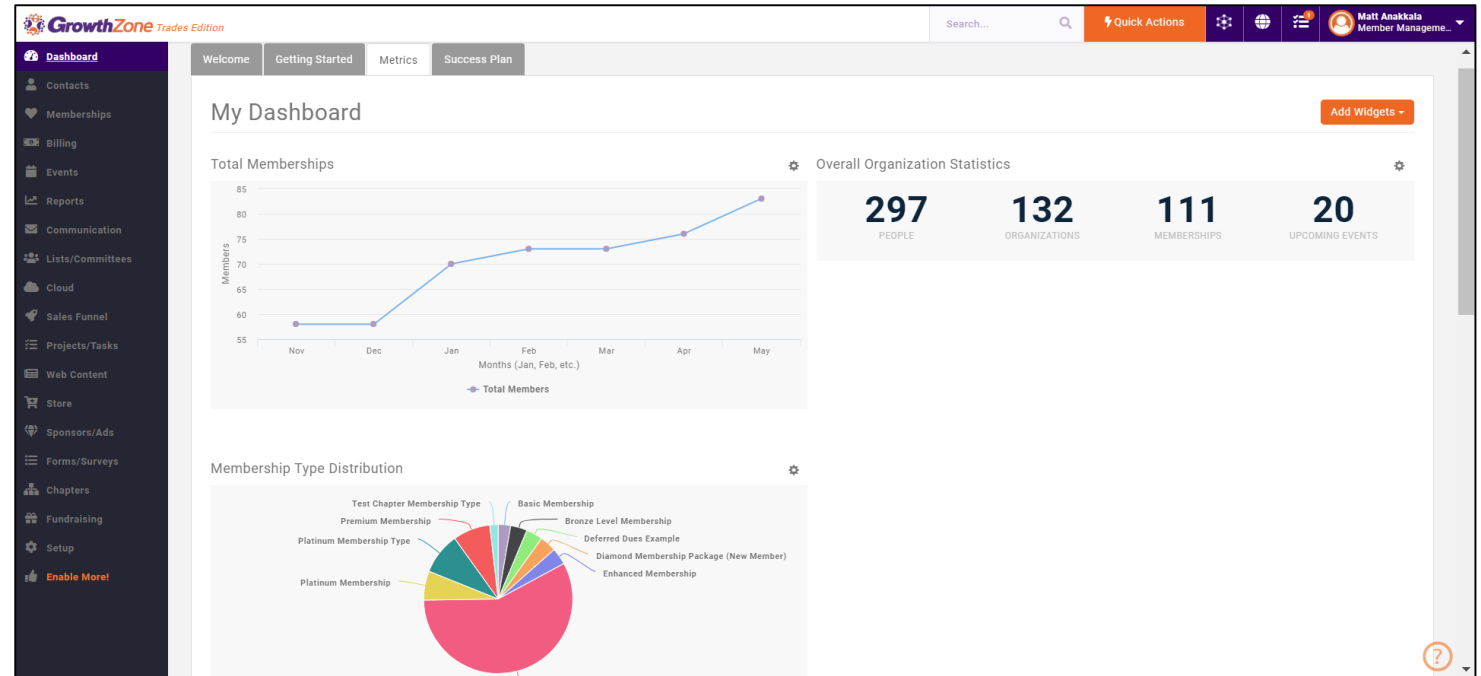 GrowthZone Trades Edition
Search...
Quick Actions
1
Matt Anakkala
Member Manageme...
Dashboard
Contacts
Memberships
Billing
Events
Reports
Communication
Lists/Committees
Cloud
Sales Funnel
Projects/Tasks
Web Content
Store
Sponsors/Ads
Forms/Surveys
Chapters
Fundraising
Setup
Enable More!
Welcome Getting Started Metrics Success Plan
My Dashboard
Add Widgets
Total Memberships
85
80
75
70
65
60
55
Members
Nov Dec Jan Feb Mar Apr May
Months (Jan, Feb, etc.)
Total Members
Overall Organization Statistics
297 132 111 20
PEOPLE ORGANIZATIONS MEMBERSHIPS UPCOMING EVENTS
Membership Type Distribution
Test Chapter Membership Type
Basic Membership
Premium Membership
Bronze Level Membership
Platinum Membership Type
Deferred Dues Example
Diamond Membership Package (New Member)
Enhanced Membership
Platinum Membership
?